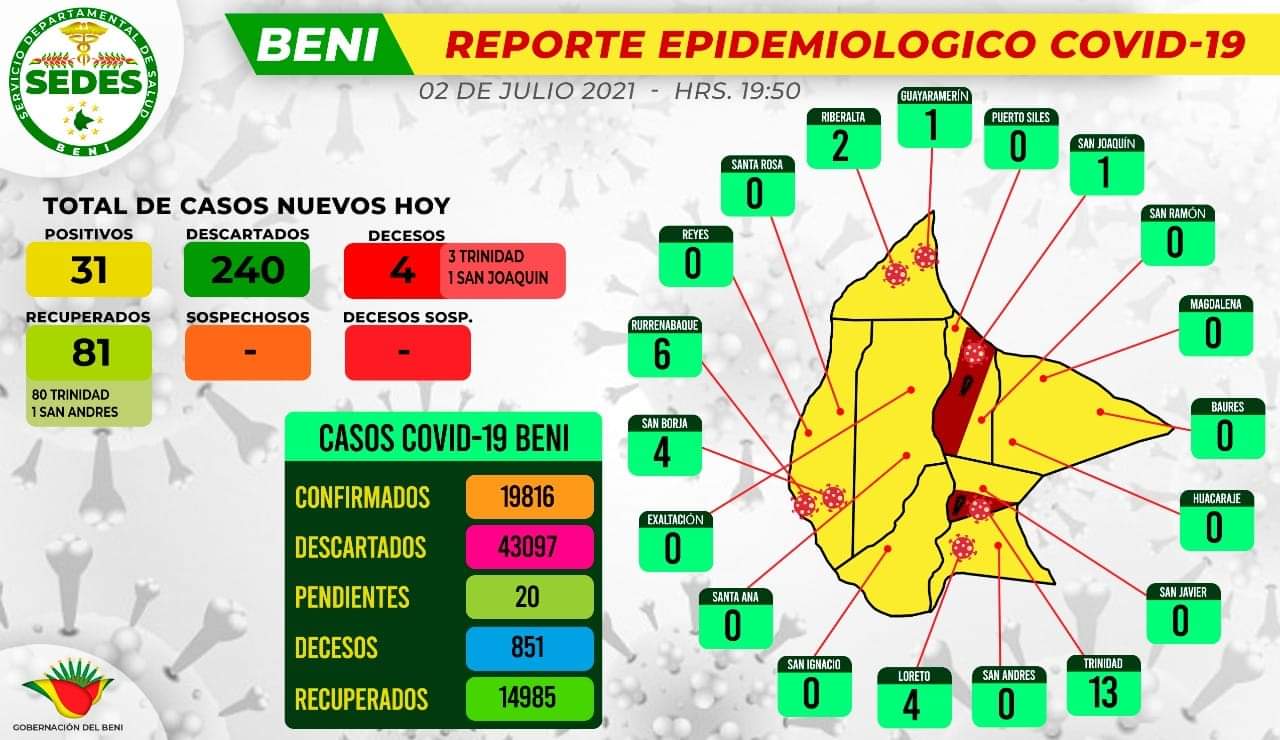 SERVICIO DEPARTAMENTAL DE SALUD
SEDES
BENI
BENI
REPORTE EPIDEMIOLOGICO COVID-19
02 DE JULIO 2021 - HRS. 19:50
TOTAL DE CASOS NUEVOS HOY
POSITIVOS
31
DESCARTADOS
240
DECESOS
4
3 TRINIDAD
1 SAN JOAQUIN
RECUPERADOS
81
80 TRINIDAD
1 SAN ANDRES
SOSPECHOSOS
-
DECESOS SOSP.
-
CASOS COVID-19 BENI
CONFIRMADOS 19816
DESCARTADOS 43097
PENDIENTES 20
DECESOS 851
RECUPERADOS 14985
GOBERNACIÓN DEL BENI
GUAYARAMERÍN
1
RIBERALTA
2
PUERTO SILES
0
SAN JOAQUÍN
1
SANTA ROSA
0
SAN RAMÓN
0
REYES
0
MAGDALENA
0
RURRENABAQUE
6
BAURES
0
SAN BORJA
4
HUACARAJE
0
EXALTACIÓN
0
SAN JAVIER
0
SANTA ANA
0
SAN IGNACIO
0
LORETO
4
SAN ANDRES
0
TRINIDAD
13